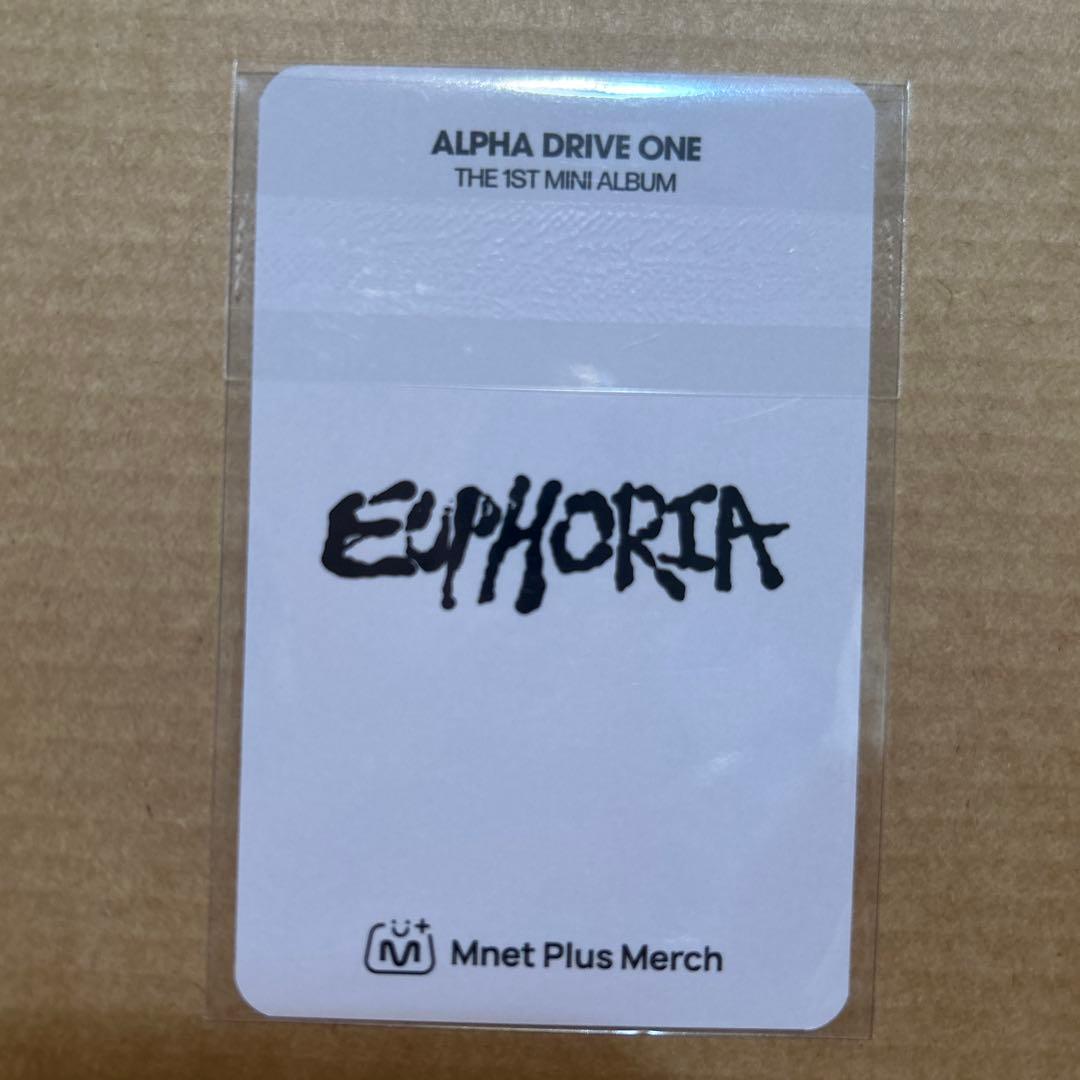 ALPHA DRIVE ONE
THE 1ST MINI ALBUM
EUPHORIA
M+ Mnet Plus Merch